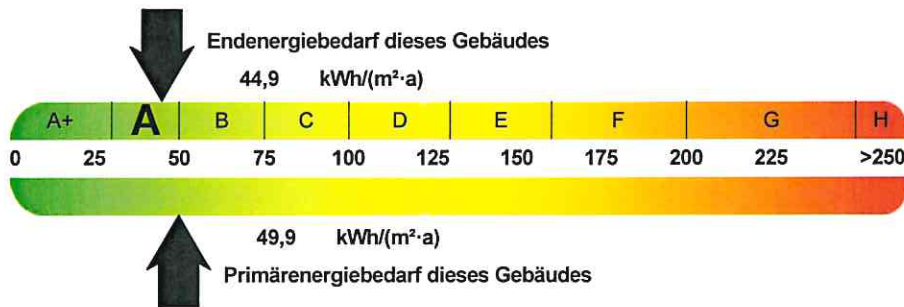 Endenergiebedarf dieses Gebäudes
44,9 kWh/(m²·a)
A+ A B C D E F G H
0 25 50 75 100 125 150 175 200 225 >250
49,9 kWh/(m²·a)
Primärenergiebedarf dieses Gebäudes